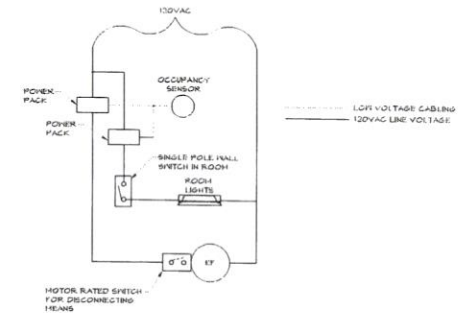 120VAC
OCCUPANCY
SENSOR
POWER
PACK
POWER
PACK
LOW VOLTAGE CABLING
120VAC LINE VOLTAGE
SINGLE POLE WALL
SWITCH IN ROOM
ROOM
LIGHTS
EF
MOTOR RATED SWITCH
FOR DISCONNECTING
MEANS